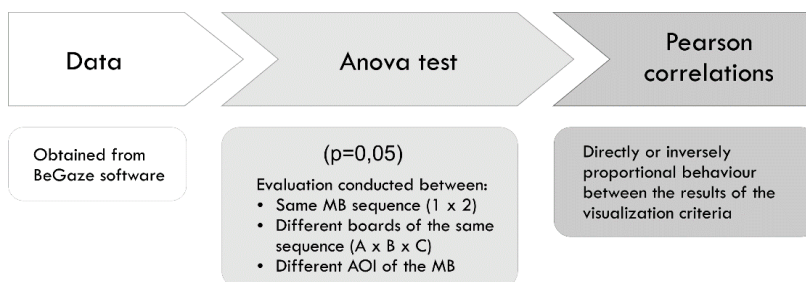 Data
Anova test
Pearson
correlations
Obtained from
BeGaze software
(p=0,05)
Evaluation conducted between:
• Same MB sequence (1 x 2)
• Different boards of the same
sequence (A x B x C)
• Different AOI of the MB
Directly or inversely
proportional behaviour
between the results of the
visualization criteria